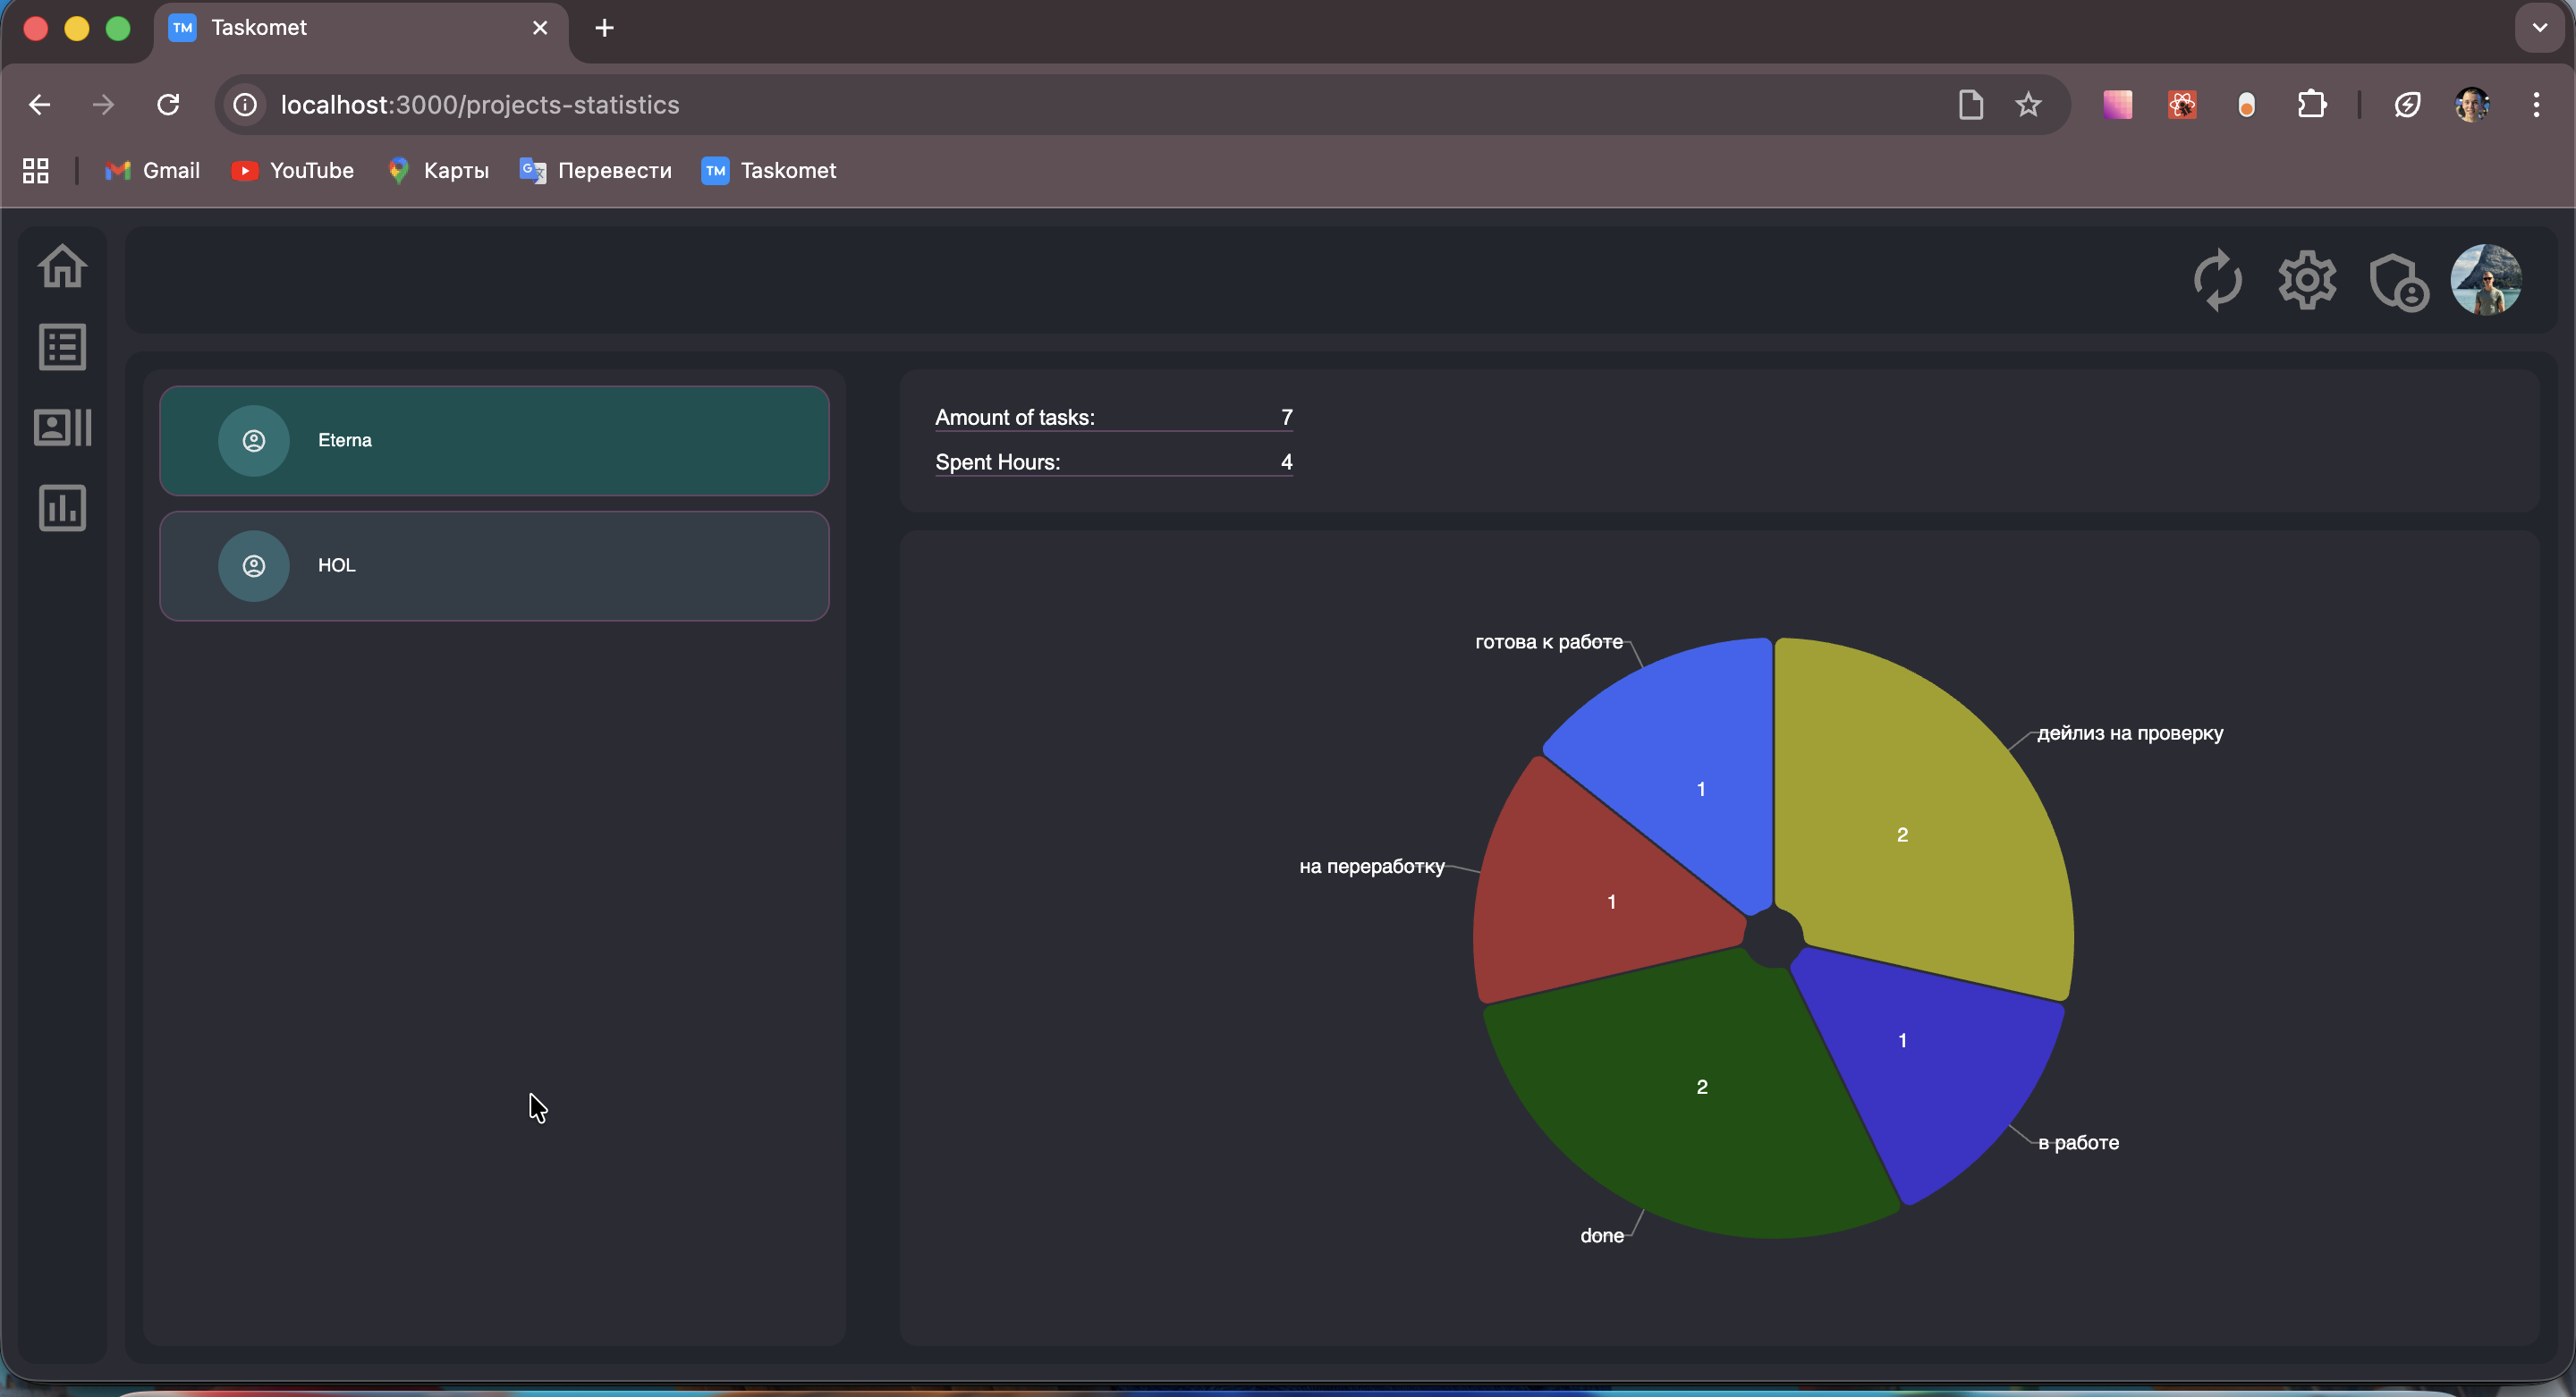 TM Taskomet
localhost:3000/projects-statistics
Gmail YouTube Карты Перевести TM Taskomet
Eterna
HOL
Amount of tasks: 7
Spent Hours: 4
готова к работе
дейлиз на проверку
1
2
на переработку
1
1
2
в работе
done